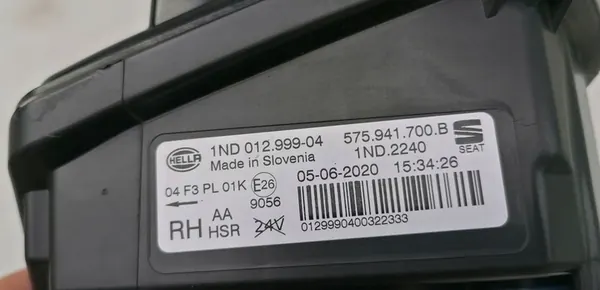 HELLA 1ND 012.999-04 575.941.700.B
Made in Slovenia 1ND.2240 SEAT
05-06-2020 15:34:26
04 F3 PL 01K E26
9056
RH AA HSR 24V
0129990400322333